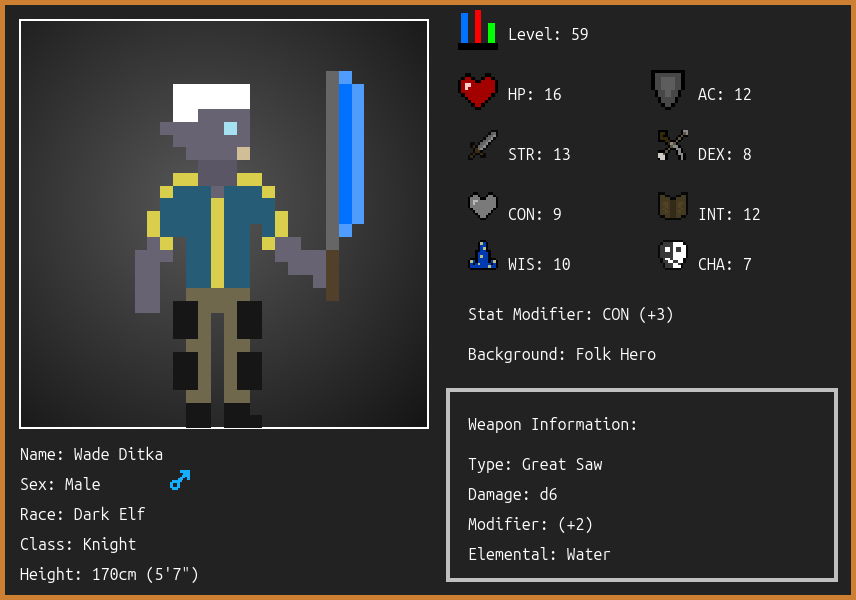 Level: 59
HP: 16
AC: 12
STR: 13
DEX: 8
CON: 9
INT: 12
WIS: 10
CHA: 7
Stat Modifier: CON (+3)
Background: Folk Hero
Weapon Information:
Type: Great Saw
Damage: d6
Modifier: (+2)
Elemental: Water
Name: Wade Ditka
Sex: Male
Race: Dark Elf
Class: Knight
Height: 170cm (5'7")